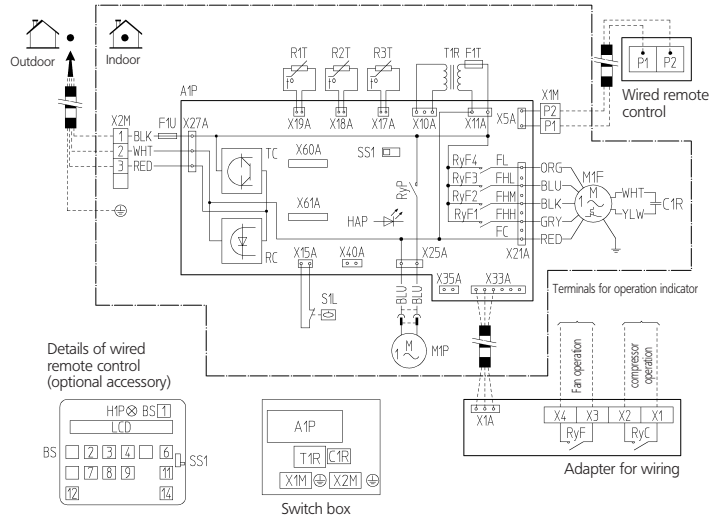 Outdoor
Indoor
R1T R2T R3T T1R F1T
P1 P2
Wired remote
control
A1P
X19A X18A X17A X10A X11A
X5A X1M
P2
P1
X2M
F1U X27A
1 BLK
2 WHT
3 RED
TC
X60A
SS1
RyP
RyF4 FL ORG
RyF3 FHL BLU
RyF2 FHM BLK
RyF1 FHH GRY
FC RED
M1F
M
1
WHT
YLW
C1R
X61A
HAP
RC
X15A X40A X25A X21A
X35A X33A
BLU BLU
S1L
M
1
M1P
Terminals for operation indicator
Fan operation
compressor
operation
X1A
X4 X3 X2 X1
RyF RyC
Adapter for wiring
Details of wired
remote control
(optional accessory)
H1P BS 1
LCD
BS 2 3 4 6
SS1
7 8 9 11
12 14
A1P
T1R C1R
X1M X2M
Switch box